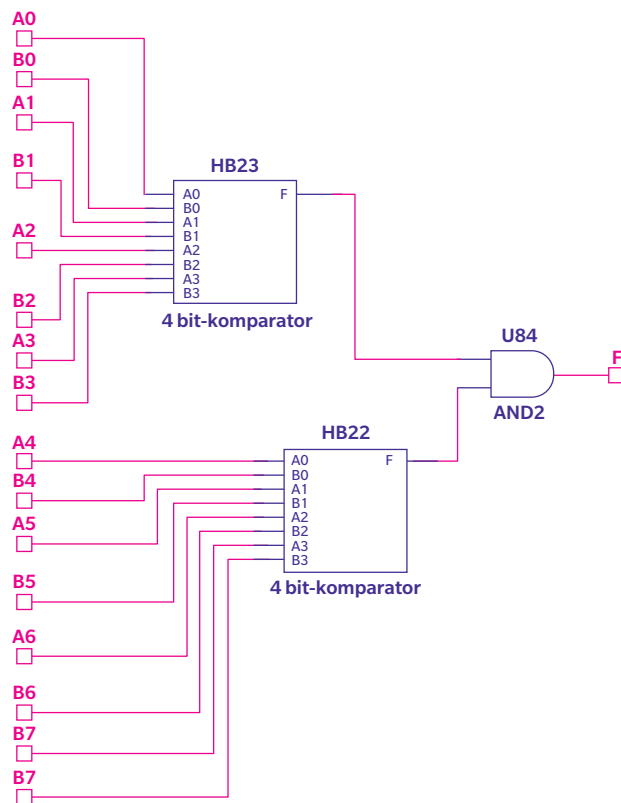 A0
B0
A1
B1
A2
B2
A3
B3
HB23
A0 F
B0
A1
B1
A2
B2
A3
B3
4 bit-komparator
U84
AND2
F
A4
B4
A5
B5
A6
B6
B7
B7
HB22
A0 F
B0
A1
B1
A2
B2
A3
B3
4 bit-komparator